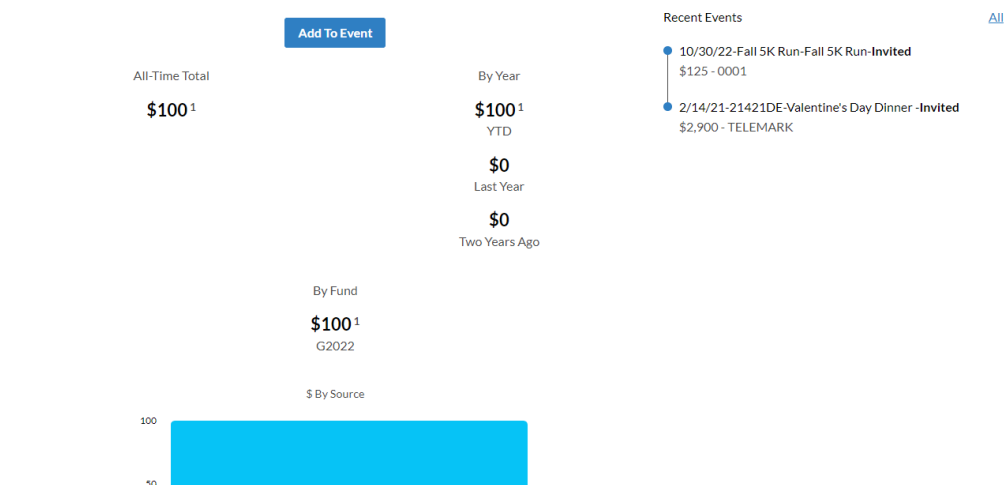 Add To Event
All-Time Total
$100 1
By Year
$100 1
YTD
$0
Last Year
$0
Two Years Ago
By Fund
$100 1
G2022
$ By Source
100
50
Recent Events
All
10/30/22-Fall 5K Run-Fall 5K Run-Invited
$125 - 0001
2/14/21-21421DE-Valentine's Day Dinner -Invited
$2,900 - TELEMARK